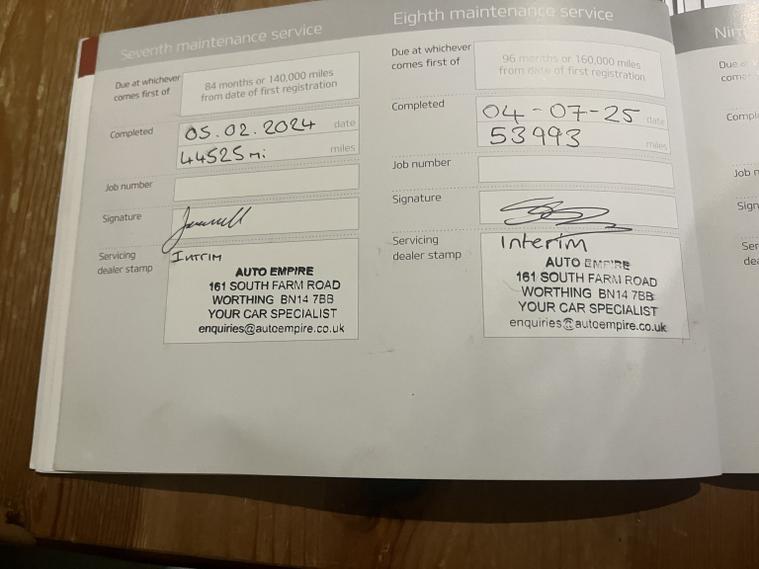 Seventh maintenance service
Due at whichever
comes first of
84 months or 140,000 miles
from date of first registration
Completed
05.02.2024 date
44525 mi miles
Job number
Signature
Servicing
dealer stamp
INTRIM
AUTO EMPIRE
161 SOUTH FARM ROAD
WORTHING BN14 7BB
YOUR CAR SPECIALIST
enquiries@autoempire.co.uk
Eighth maintenance service
Due at whichever
comes first of
96 months or 160,000 miles
from date of first registration
Completed
04-07-25 date
53993 miles
Job number
Signature
Servicing
dealer stamp
Interim
AUTO EMPIRE
161 SOUTH FARM ROAD
WORTHING BN14 7BB
YOUR CAR SPECIALIST
enquiries@autoempire.co.uk